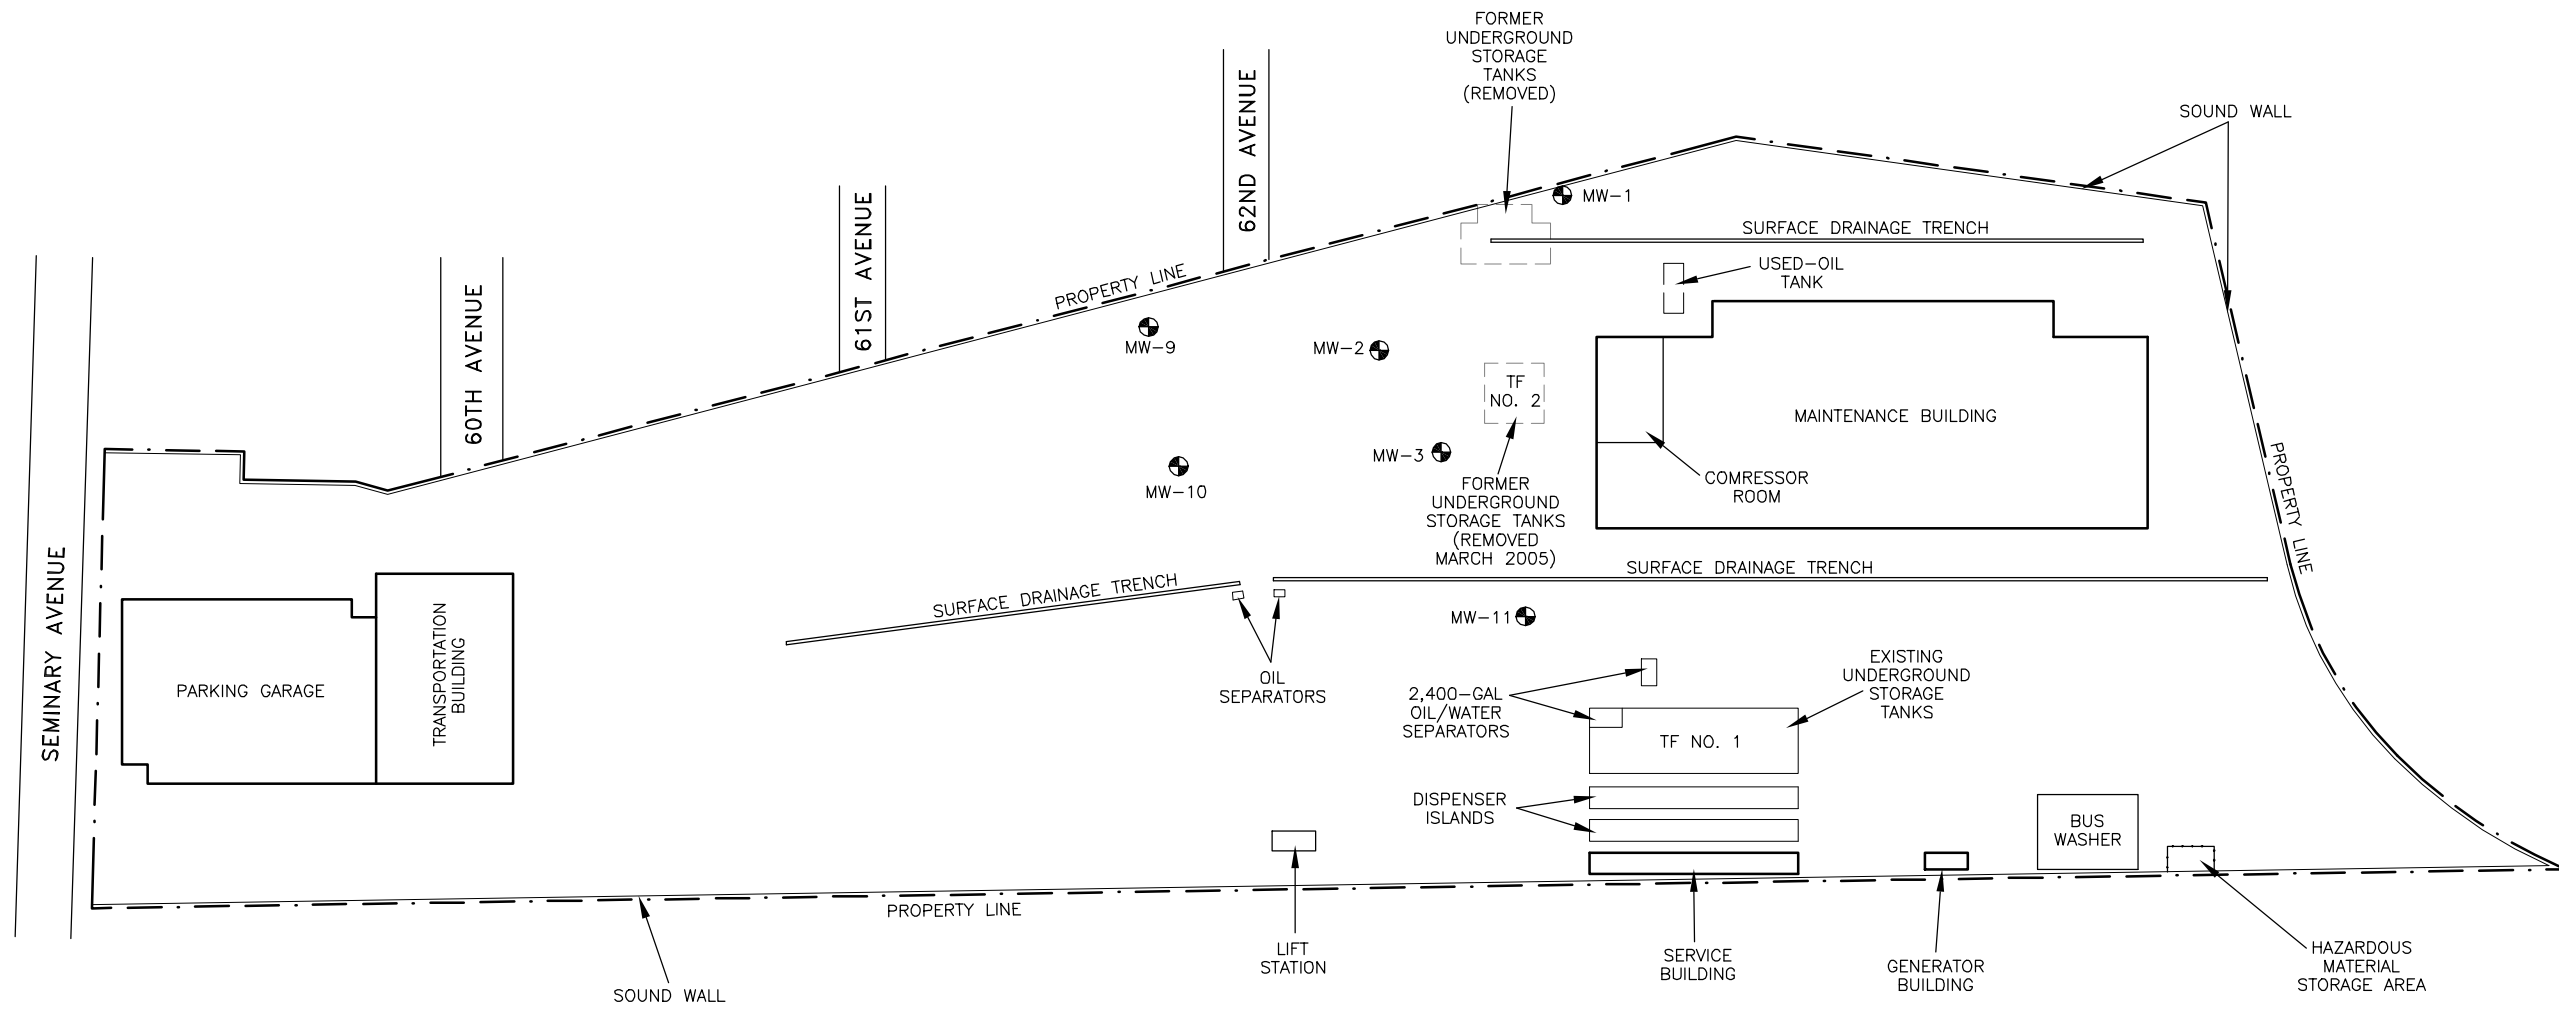 FORMER
UNDERGROUND
STORAGE
TANKS
(REMOVED)
SOUND WALL
62ND AVENUE
61ST AVENUE
60TH AVENUE
SEMINARY AVENUE
PROPERTY LINE
MW-1
SURFACE DRAINAGE TRENCH
USED-OIL
TANK
MW-9
MW-2
TF
NO. 2
MAINTENANCE BUILDING
MW-3
MW-10
COMRESSOR
ROOM
FORMER
UNDERGROUND
STORAGE TANKS
(REMOVED
MARCH 2005)
PROPERTY LINE
SURFACE DRAINAGE TRENCH
SURFACE DRAINAGE TRENCH
MW-11
OIL
SEPARATORS
PARKING GARAGE
TRANSPORTATION
BUILDING
2,400-GAL
OIL/WATER
SEPARATORS
EXISTING
UNDERGROUND
STORAGE
TANKS
TF NO. 1
DISPENSER
ISLANDS
BUS
WASHER
PROPERTY LINE
LIFT
STATION
SERVICE
BUILDING
GENERATOR
BUILDING
HAZARDOUS
MATERIAL
STORAGE AREA
SOUND WALL